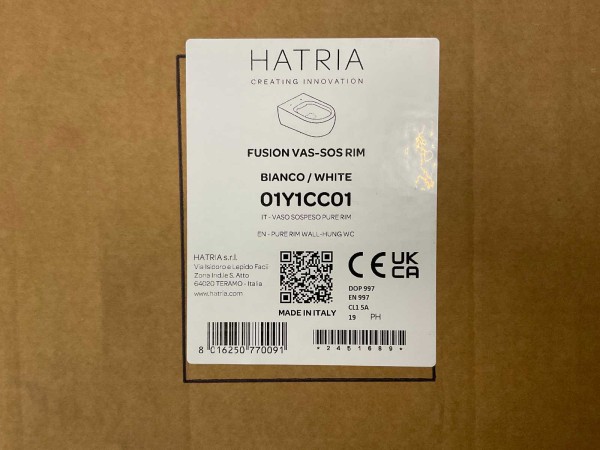 HATRIA
CREATING INNOVATION
FUSION VAS-SOS RIM
BIANCO / WHITE
01Y1CC01
IT - VASO SOSPESO PURE RIM
EN - PURE RIM WALL-HUNG WC
HATRIA s.r.l.
Via Isidoro e Lepido Facii
Zona Ind.le S. Atto
64020 TERAMO - Italia
www.hatria.com
MADE IN ITALY
CE UK CA
DOP 997
EN 997
CL1 5A
19 PH
8 016250 770091
*2451689*